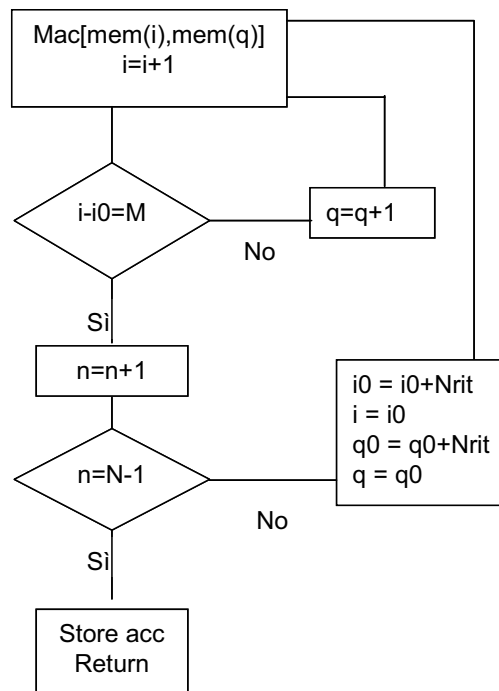 Mac[mem(i),mem(q)]
i=i+1
i-i0=M
q=q+1
No
Sì
n=n+1
i0 = i0+Nrit
i = i0
q0 = q0+Nrit
q = q0
n=N-1
No
Sì
Store acc
Return